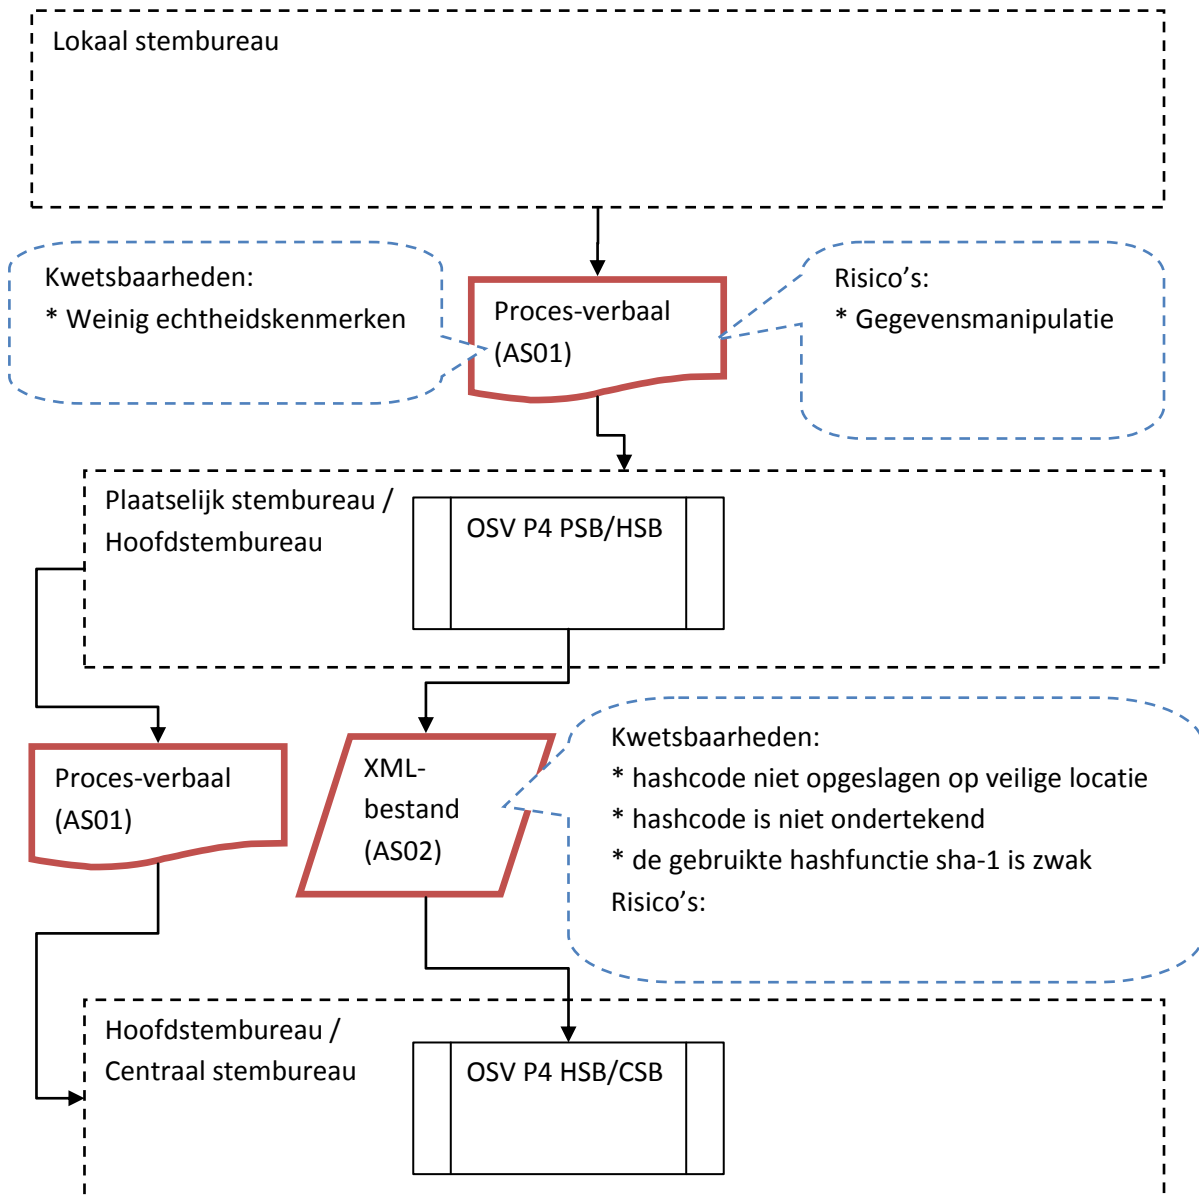 Lokaal stembureau
Kwetsbaarheden:
* Weinig echtheidskenmerken
Proces-verbaal
(AS01)
Risico’s:
* Gegevensmanipulatie
Plaatselijk stembureau /
Hoofdstembureau
OSV P4 PSB/HSB
Proces-verbaal
(AS01)
XML-
bestand
(AS02)
Kwetsbaarheden:
* hashcode niet opgeslagen op veilige locatie
* hashcode is niet ondertekend
* de gebruikte hashfunctie sha-1 is zwak
Risico’s:
Hoofdstembureau /
Centraal stembureau
OSV P4 HSB/CSB